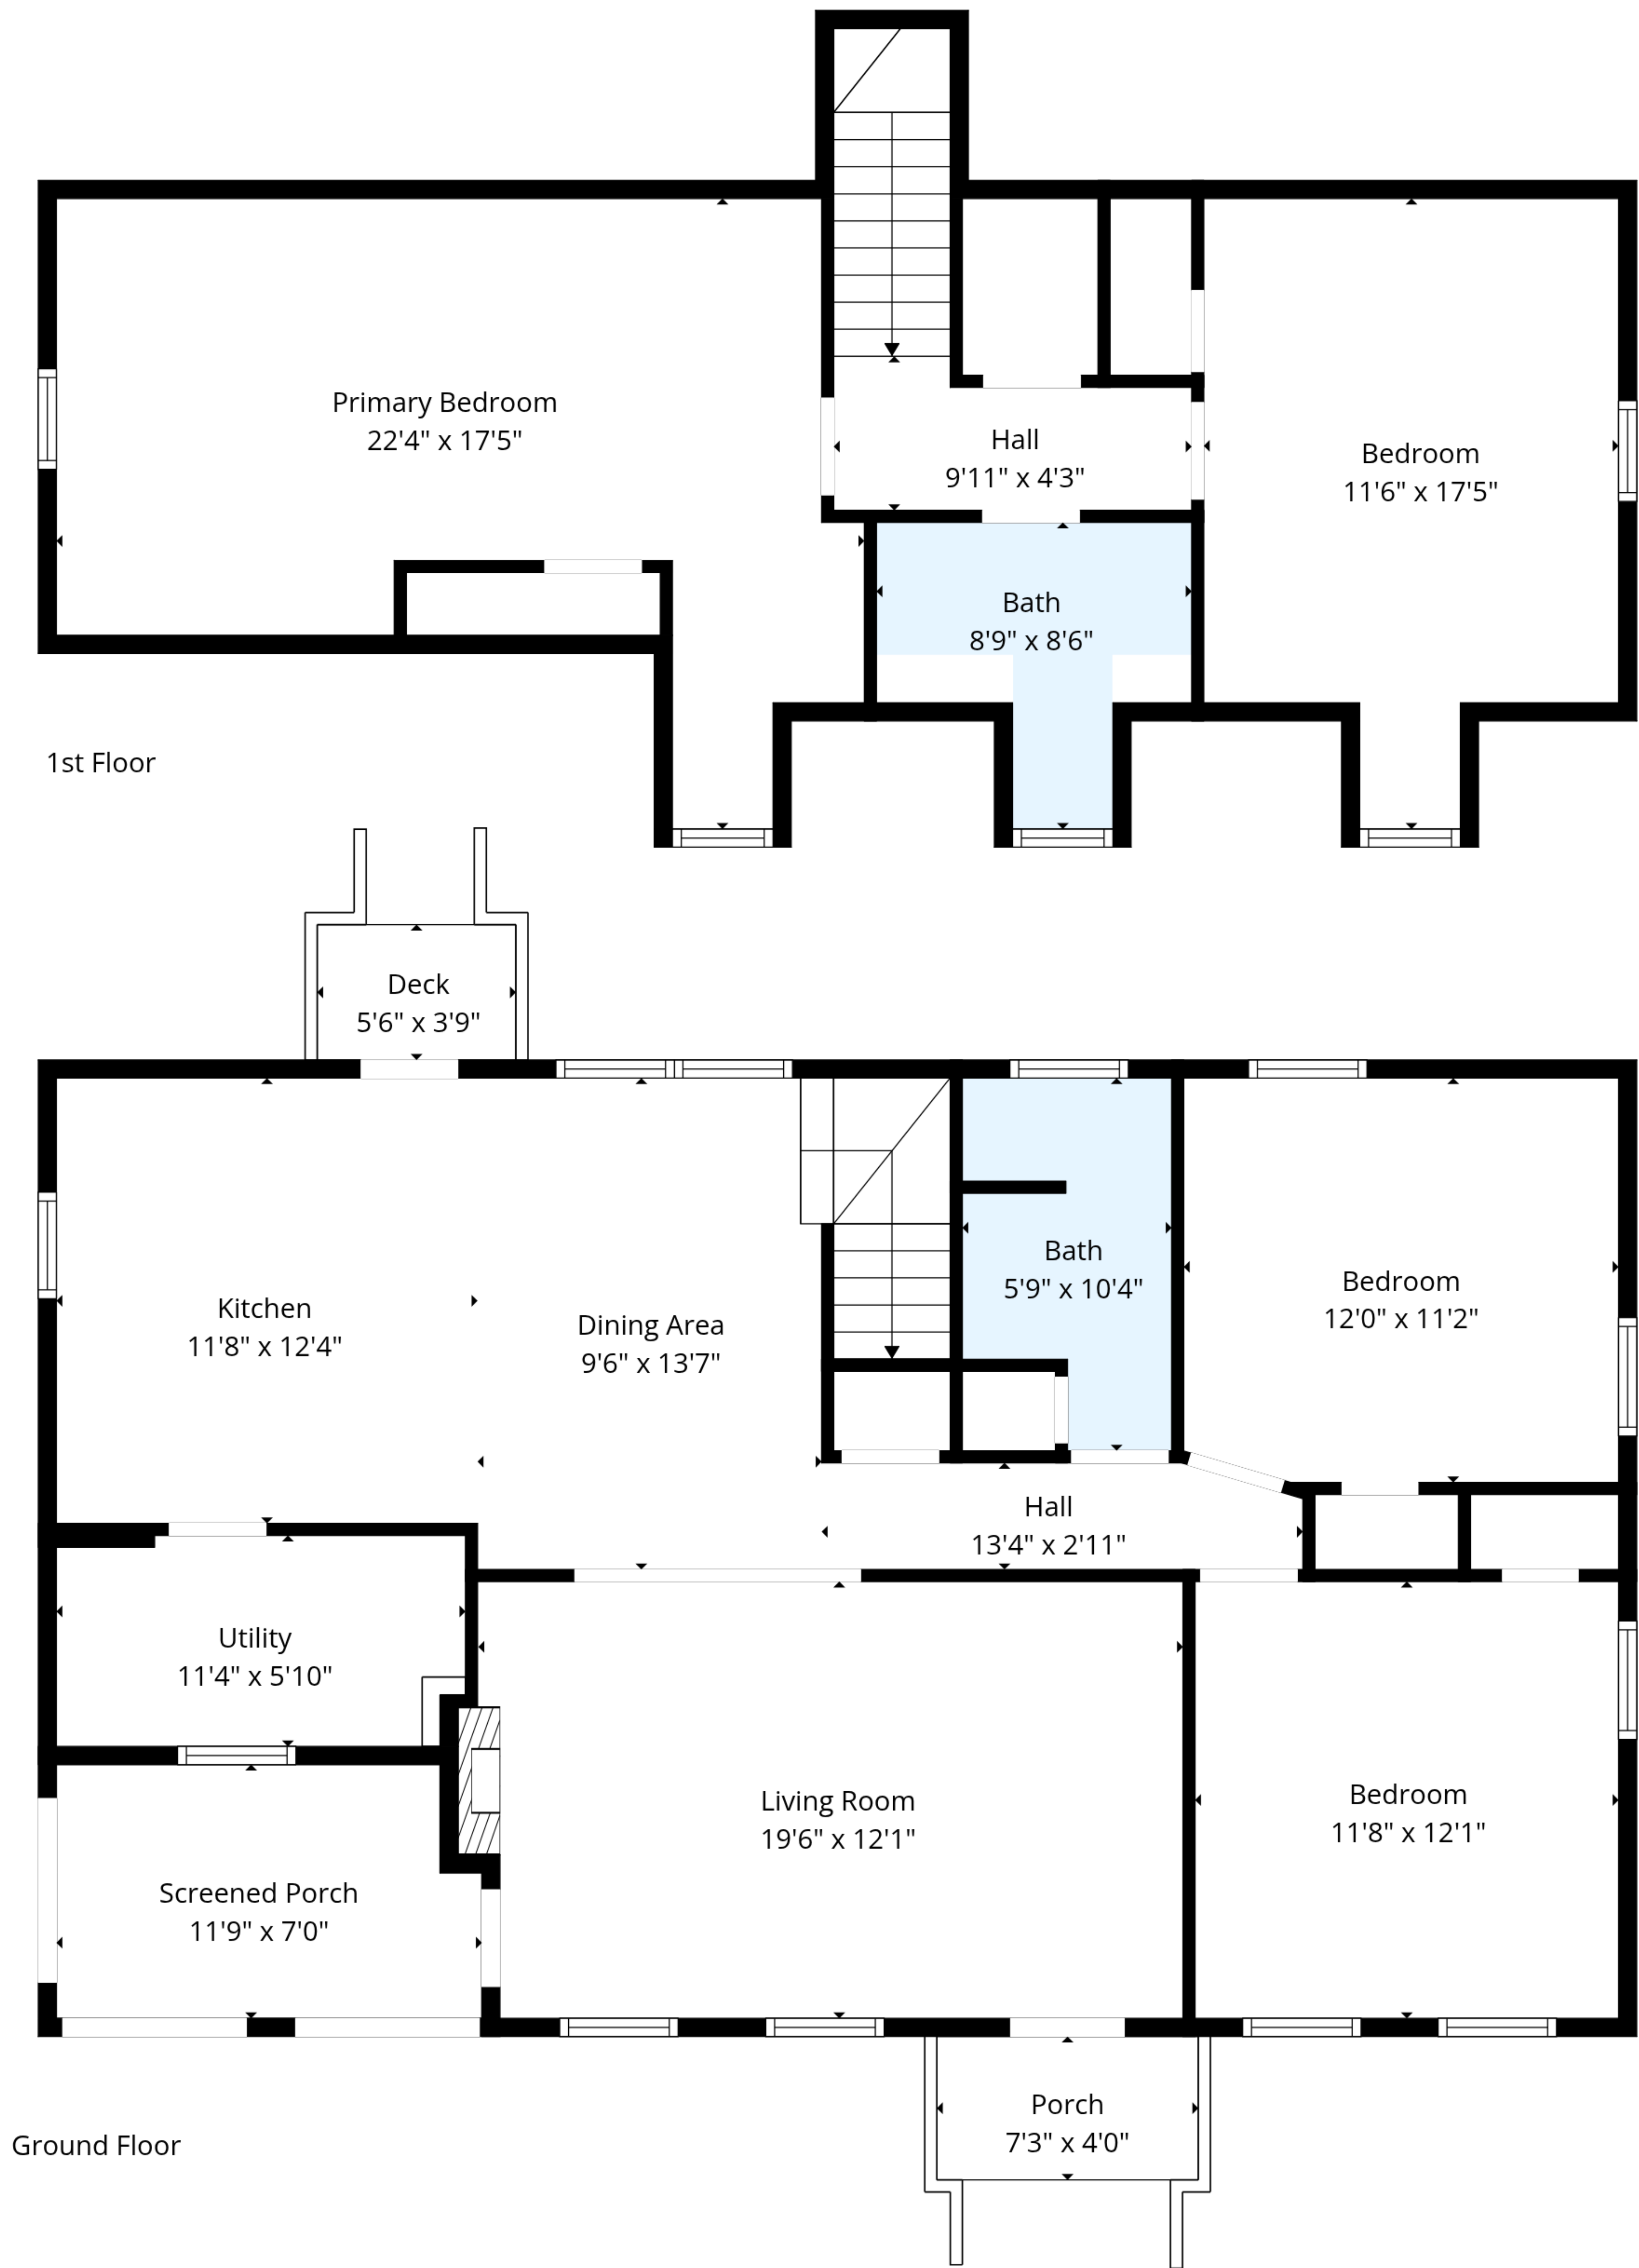 Primary Bedroom
22'4" x 17'5"
Hall
9'11" x 4'3"
Bedroom
11'6" x 17'5"
Bath
8'9" x 8'6"
1st Floor
Deck
5'6" x 3'9"
Kitchen
11'8" x 12'4"
Dining Area
9'6" x 13'7"
Bath
5'9" x 10'4"
Bedroom
12'0" x 11'2"
Hall
13'4" x 2'11"
Utility
11'4" x 5'10"
Living Room
19'6" x 12'1"
Bedroom
11'8" x 12'1"
Screened Porch
11'9" x 7'0"
Porch
7'3" x 4'0"
Ground Floor